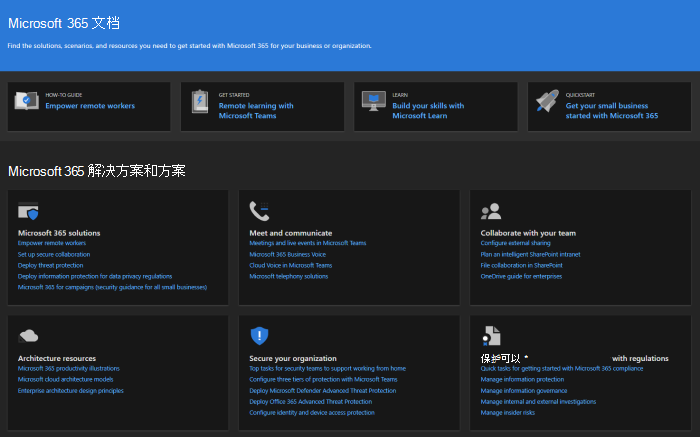 Microsoft 365 文档
Find the solutions, scenarios, and resources you need to get started with Microsoft 365 for your business or organization.
HOW-TO GUIDE
Empower remote workers
GET STARTED
Remote learning with
Microsoft Teams
LEARN
Build your skills with
Microsoft Learn
QUICKSTART
Get your small business
started with Microsoft 365
Microsoft 365 解决方案和方案
Microsoft 365 solutions
Empower remote workers
Set up secure collaboration
Deploy threat protection
Deploy information protection for data privacy regulations
Microsoft 365 for campaigns (security guidance for all small businesses)
Meet and communicate
Meetings and live events in Microsoft Teams
Microsoft 365 Business Voice
Cloud Voice in Microsoft Teams
Microsoft telephony solutions
Collaborate with your team
Configure external sharing
Plan an intelligent SharePoint intranet
File collaboration in SharePoint
OneDrive guide for enterprises
Architecture resources
Microsoft 365 productivity illustrations
Microsoft cloud architecture models
Enterprise architecture design principles
Secure your organization
Top tasks for security teams to support working from home
Configure three tiers of protection with Microsoft Teams
Deploy Microsoft Defender Advanced Threat Protection
Deploy Office 365 Advanced Threat Protection
Configure identity and device access protection
保护可以 * with regulations
Quick tasks for getting started with Microsoft 365 compliance
Manage information protection
Manage information governance
Manage internal and external investigations
Manage insider risks